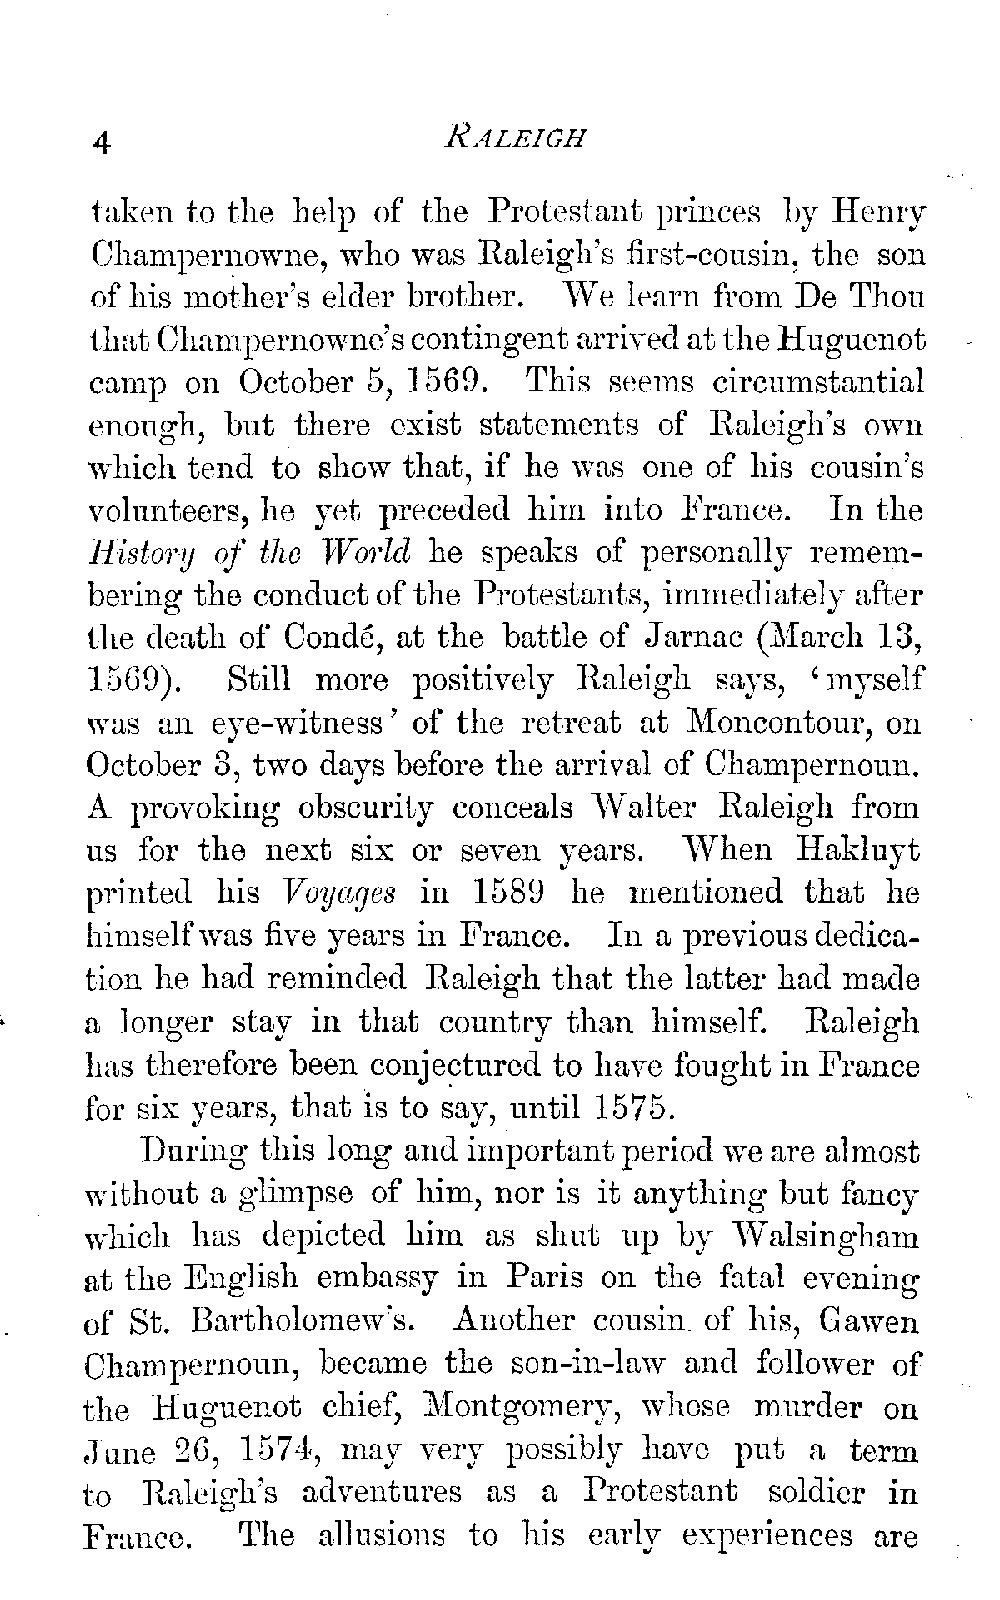 4 RALEIGH
taken to the help of the Protestant princes by Henry
Champernowne, who was Raleigh's first-cousin, the son
of his mother's elder brother. We learn from De Thou
that Champernowne's contingent arrived at the Huguenot
camp on October 5, 1569. This seems circumstantial
enough, but there exist statements of Raleigh's own
which tend to show that, if he was one of his cousin's
volunteers, he yet preceded him into France. In the
History of the World he speaks of personally remem-
bering the conduct of the Protestants, immediately after
the death of Condé, at the battle of Jarnac (March 13,
1569). Still more positively Raleigh says, ‘myself
was an eye-witness’ of the retreat at Moncontour, on
October 3, two days before the arrival of Champernoun.
A provoking obscurity conceals Walter Raleigh from
us for the next six or seven years. When Hakluyt
printed his Voyages in 1589 he mentioned that he
himself was five years in France. In a previous dedica-
tion he had reminded Raleigh that the latter had made
a longer stay in that country than himself. Raleigh
has therefore been conjectured to have fought in France
for six years, that is to say, until 1575.
During this long and important period we are almost
without a glimpse of him, nor is it anything but fancy
which has depicted him as shut up by Walsingham
at the English embassy in Paris on the fatal evening
of St. Bartholomew's. Another cousin of his, Gawen
Champernoun, became the son-in-law and follower of
the Huguenot chief, Montgomery, whose murder on
June 26, 1574, may very possibly have put a term
to Raleigh's adventures as a Protestant soldier in
France. The allusions to his early experiences are